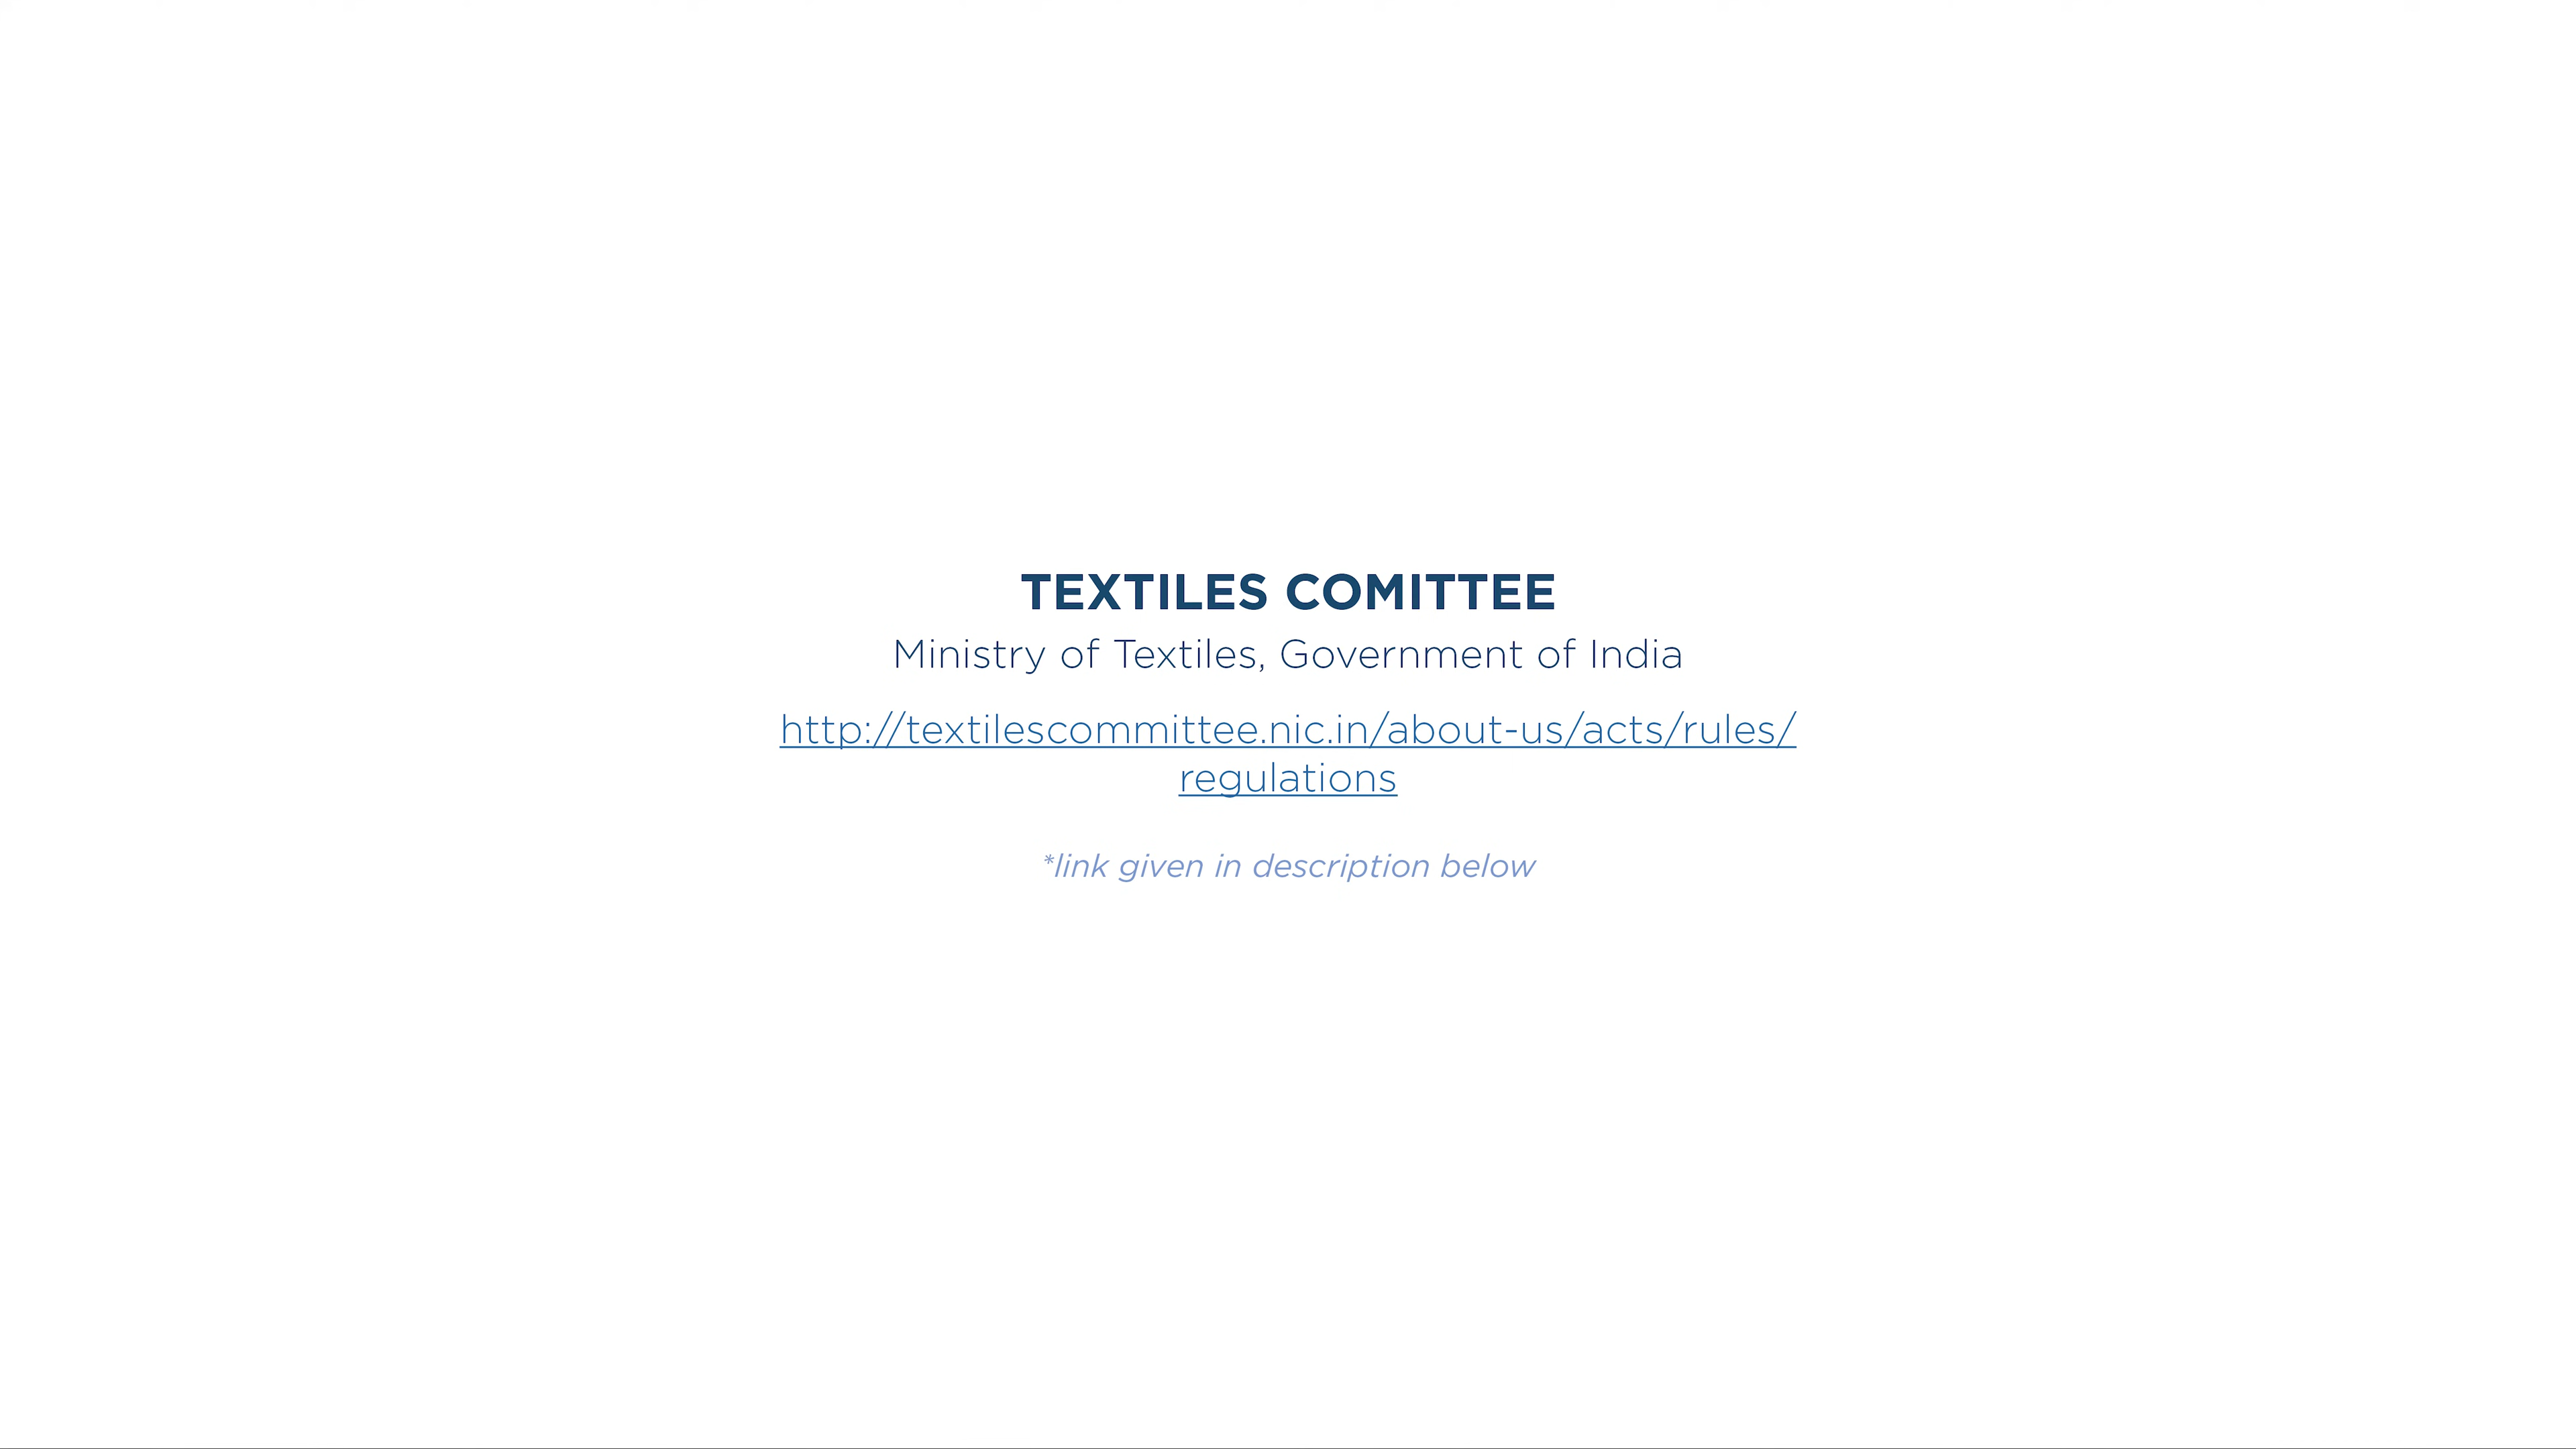 TEXTILES COMITTEE
Ministry of Textiles, Government of India
http://textilescommittee.nic.in/about-us/acts/rules/
regulations
*link given in description below